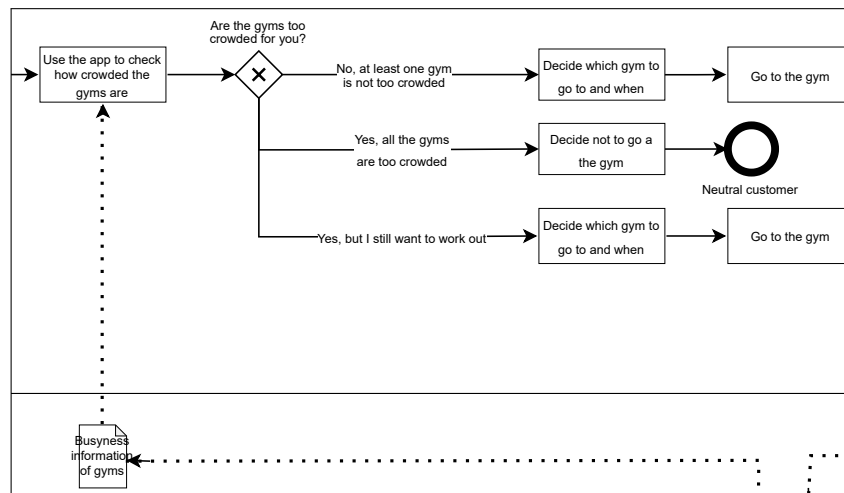 Are the gyms too
crowded for you?
Use the app to check
how crowded the
gyms are
No, at least one gym
is not too crowded
Decide which gym to
go to and when
Go to the gym
Yes, all the gyms
are too crowded
Decide not to go a
the gym
Neutral customer
Yes, but I still want to work out
Decide which gym to
go to and when
Go to the gym
Busyness
information
of gyms